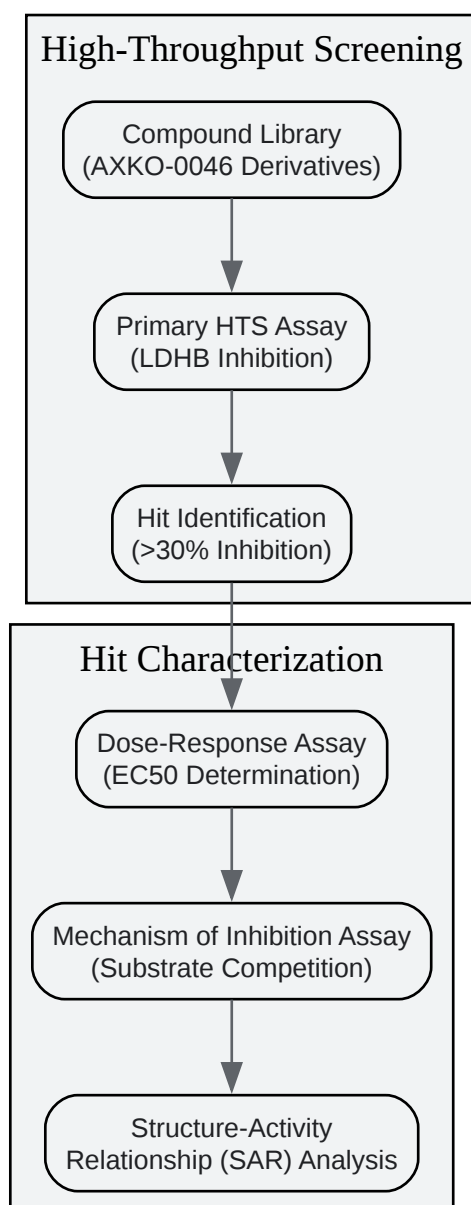 High-Throughput Screening
Compound Library
(AXKO-0046 Derivatives)
Primary HTS Assay
(LDHB Inhibition)
Hit Identification
(>30% Inhibition)
Hit Characterization
Dose-Response Assay
(EC50 Determination)
Mechanism of Inhibition Assay
(Substrate Competition)
Structure-Activity
Relationship (SAR) Analysis